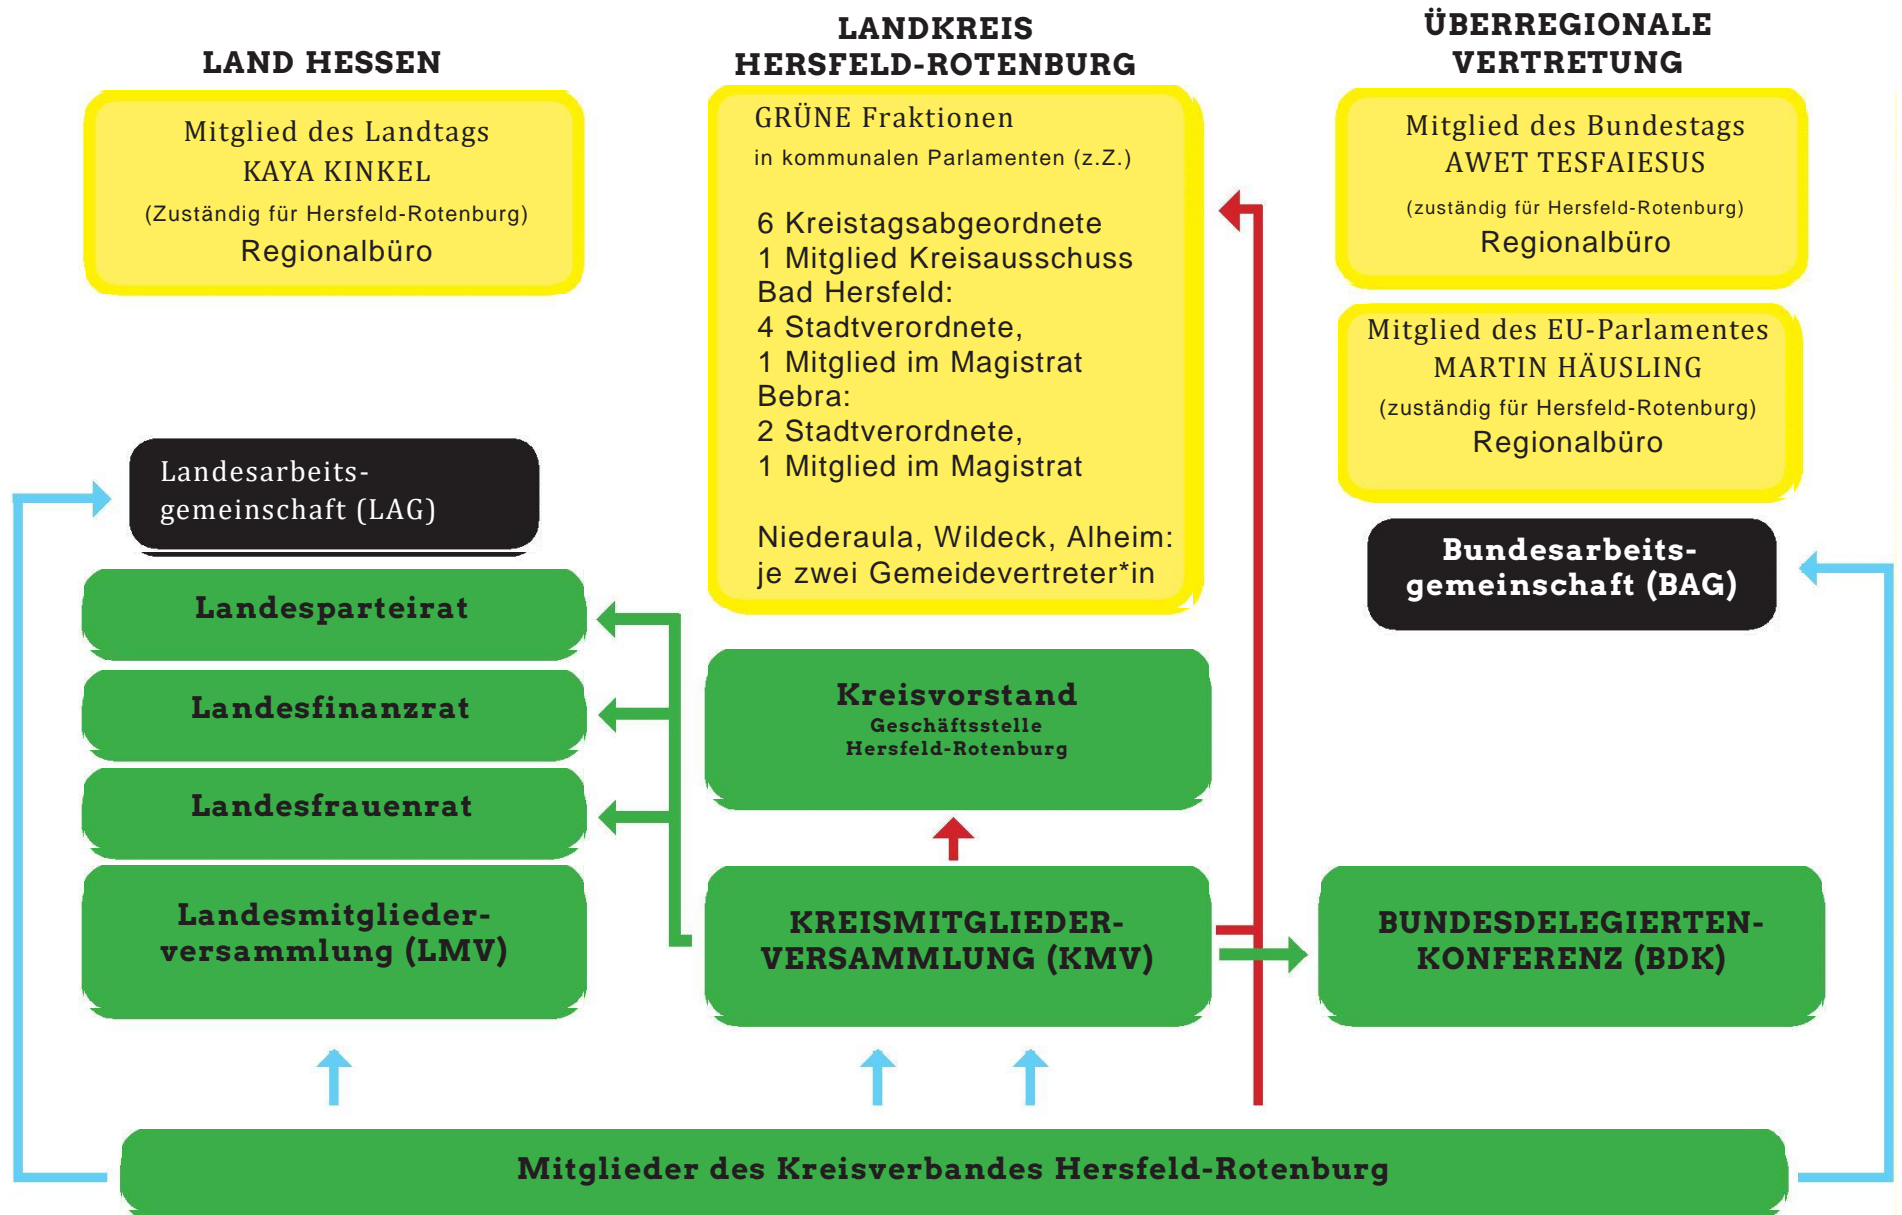 LAND HESSEN
Mitglied des Landtags
KAYA KINKEL
(Zuständig für Hersfeld-Rotenburg)
Regionalbüro
Landesarbeits-
gemeinschaft (LAG)
Landesparteirat
Landesfinanzrat
Landesfrauenrat
Landesmitglieder-
versammlung (LMV)
LANDKREIS
HERSFELD-ROTENBURG
GRÜNE Fraktionen
in kommunalen Parlamenten (z.Z.)
6 Kreistagsabgeordnete
1 Mitglied Kreisausschuss
Bad Hersfeld:
4 Stadtverordnete,
1 Mitglied im Magistrat
Bebra:
2 Stadtverordnete,
1 Mitglied im Magistrat
Niederaula, Wildeck, Alheim:
je zwei Gemeidevertreter*in
Kreisvorstand
Geschäftsstelle
Hersfeld-Rotenburg
KREISMITGLIEDER-
VERSAMMLUNG (KMV)
ÜBERREGIONALE
VERTRETUNG
Mitglied des Bundestags
AWET TESFAIESUS
(zuständig für Hersfeld-Rotenburg)
Regionalbüro
Mitglied des EU-Parlamentes
MARTIN HÄUSLING
(zuständig für Hersfeld-Rotenburg)
Regionalbüro
Bundesarbeits-
gemeinschaft (BAG)
BUNDESDELEGIERTEN-
KONFERENZ (BDK)
Mitglieder des Kreisverbandes Hersfeld-Rotenburg